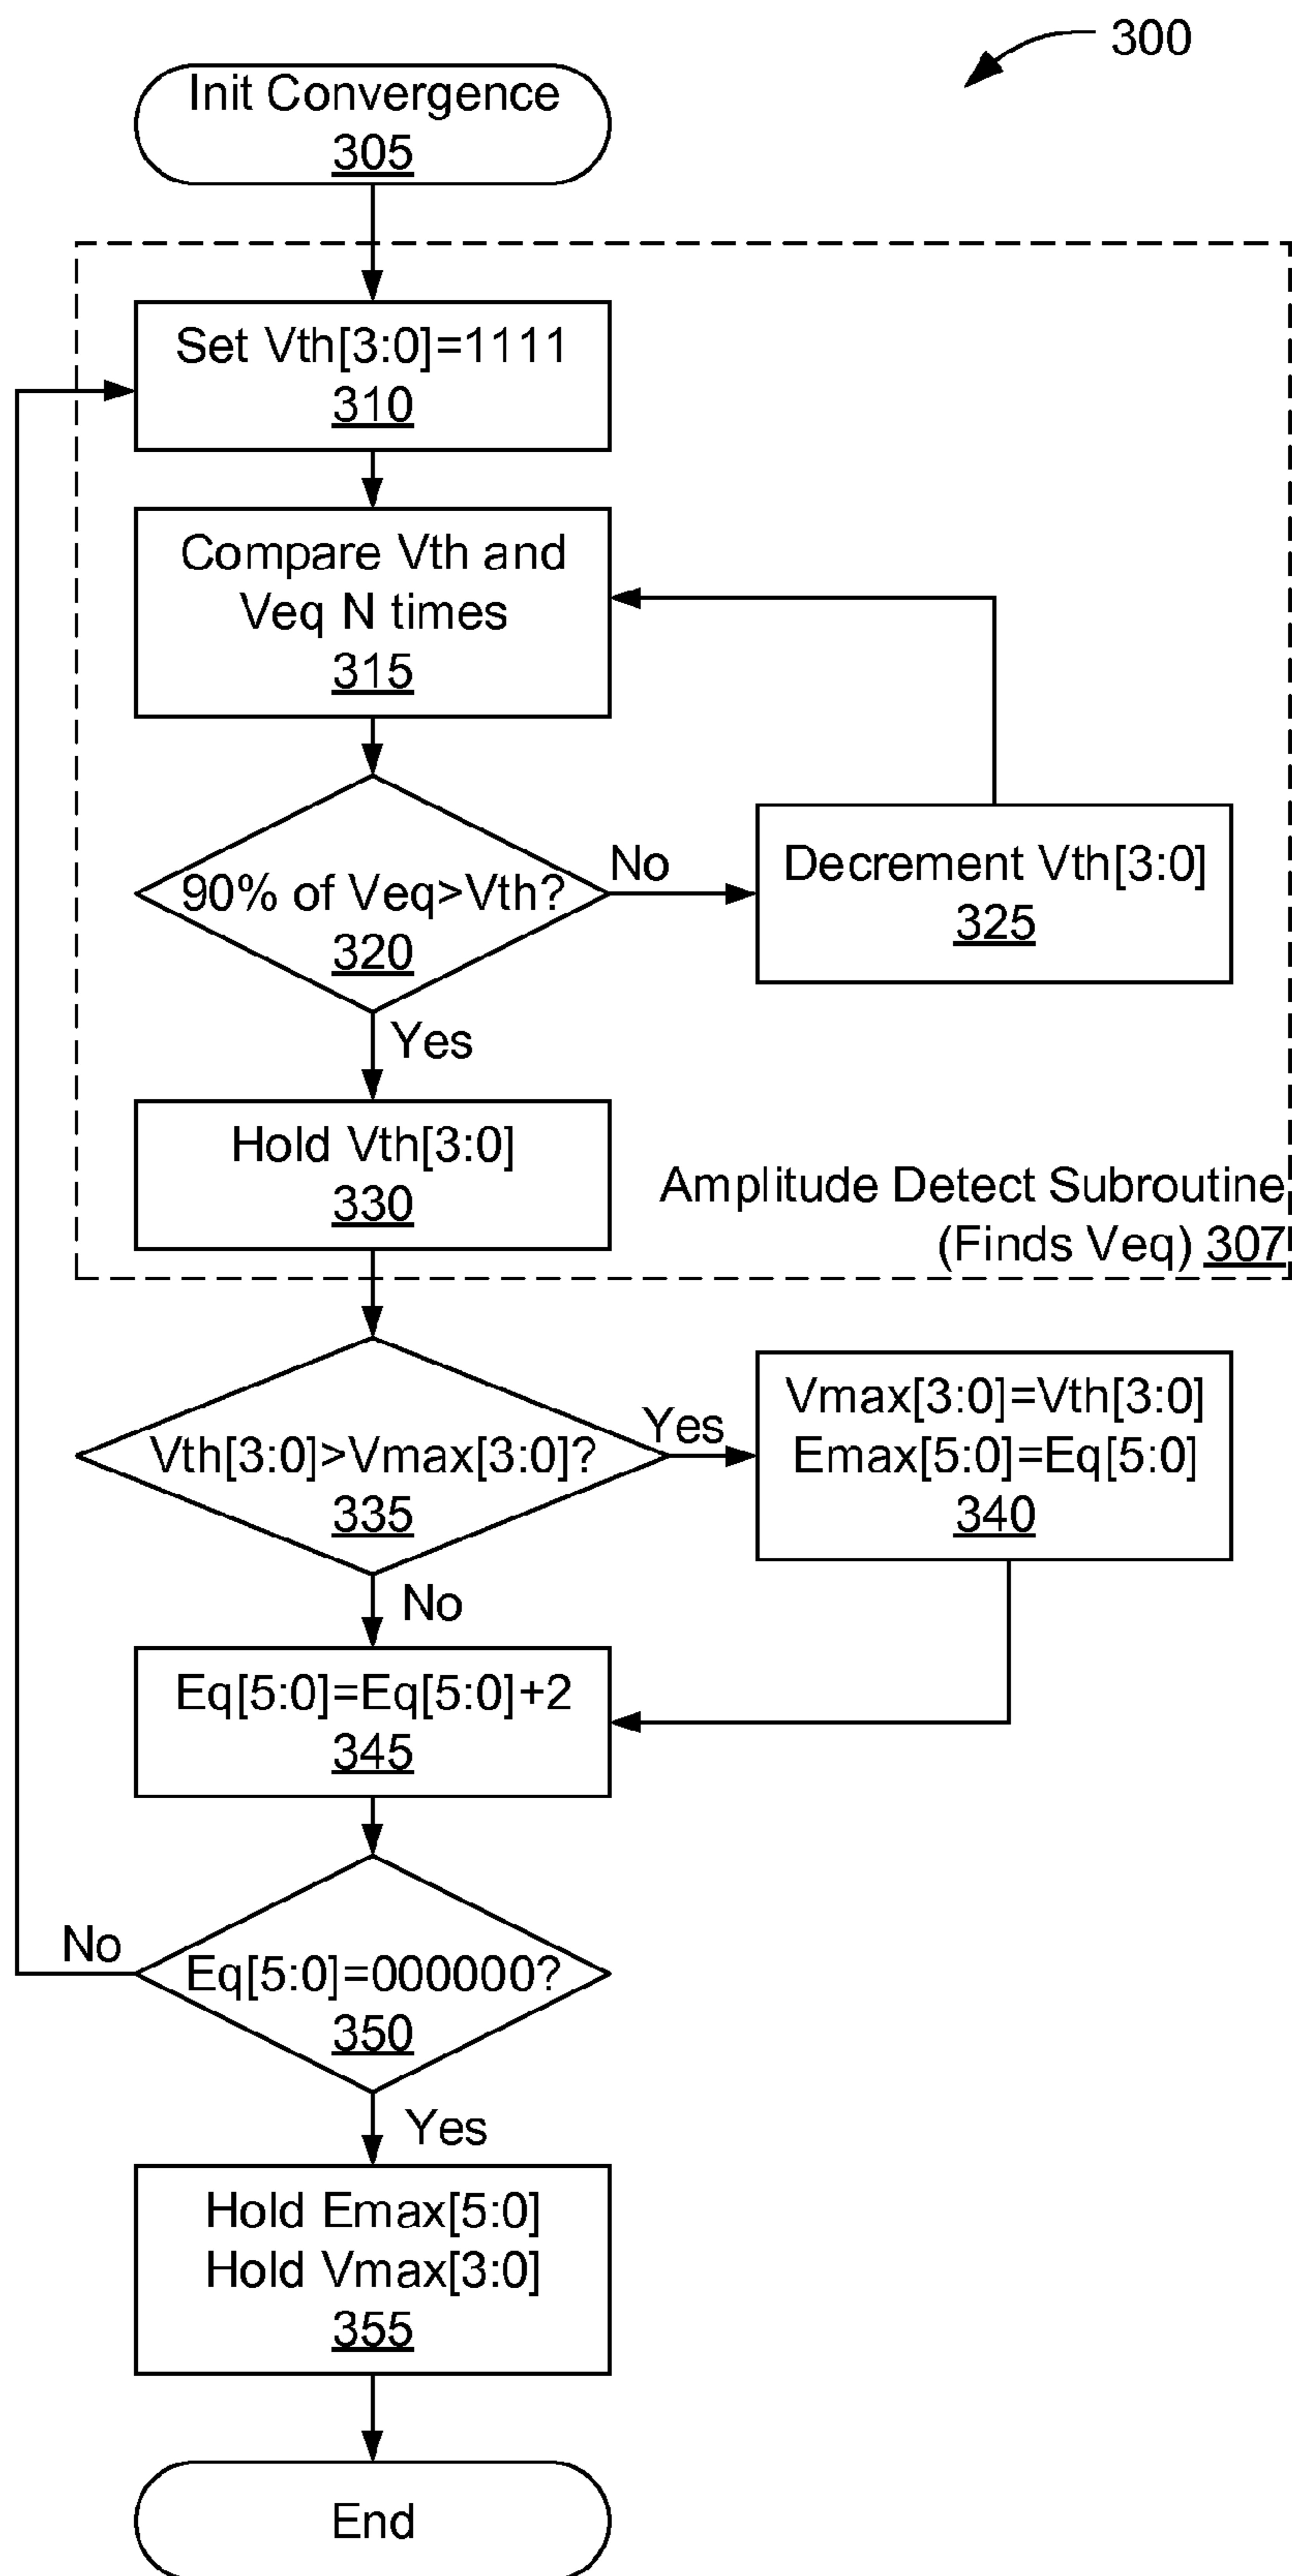 300
Init Convergence
305
Set Vth[3:0]=1111
310
Compare Vth and
Veq N times
315
90% of Veq>Vth?
320
No
Decrement Vth[3:0]
325
Yes
Hold Vth[3:0]
330
Amplitude Detect Subroutine
(Finds Veq) 307
Vth[3:0]>Vmax[3:0]?
335
Yes
Vmax[3:0]=Vth[3:0]
Emax[5:0]=Eq[5:0]
340
No
Eq[5:0]=Eq[5:0]+2
345
No
Eq[5:0]=000000?
350
Yes
Hold Emax[5:0]
Hold Vmax[3:0]
355
End